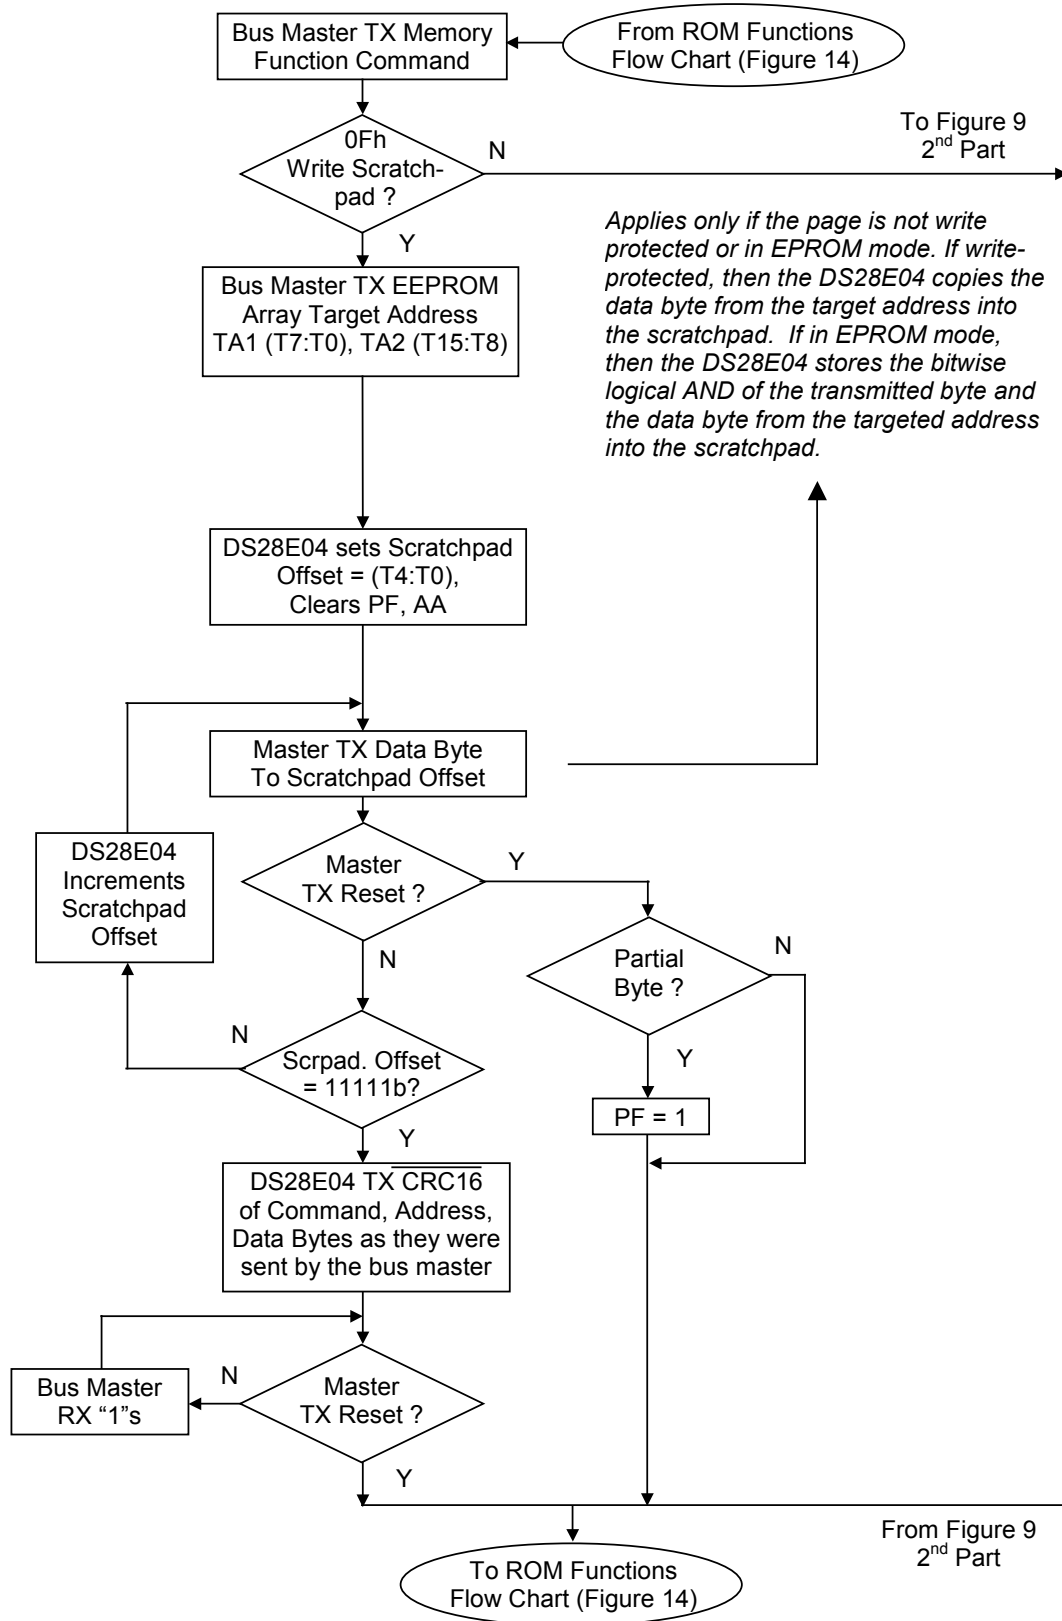 Bus Master TX Memory
Function Command
From ROM Functions
Flow Chart (Figure 14)
To Figure 9
2nd Part
0Fh
Write Scratch-
pad ?
N
Y
Applies only if the page is not write
protected or in EPROM mode. If write-
protected, then the DS28E04 copies the
data byte from the target address into
the scratchpad. If in EPROM mode,
then the DS28E04 stores the bitwise
logical AND of the transmitted byte and
the data byte from the targeted address
into the scratchpad.
Bus Master TX EEPROM
Array Target Address
TA1 (T7:T0), TA2 (T15:T8)
DS28E04 sets Scratchpad
Offset = (T4:T0),
Clears PF, AA
Master TX Data Byte
To Scratchpad Offset
DS28E04
Increments
Scratchpad
Offset
Master
TX Reset ?
Y
N
Partial
Byte ?
N
Y
PF = 1
Scrpad. Offset
= 11111b?
N
Y
DS28E04 TX CRC16
of Command, Address,
Data Bytes as they were
sent by the bus master
Bus Master
RX “1”s
N
Master
TX Reset ?
Y
From Figure 9
2nd Part
To ROM Functions
Flow Chart (Figure 14)